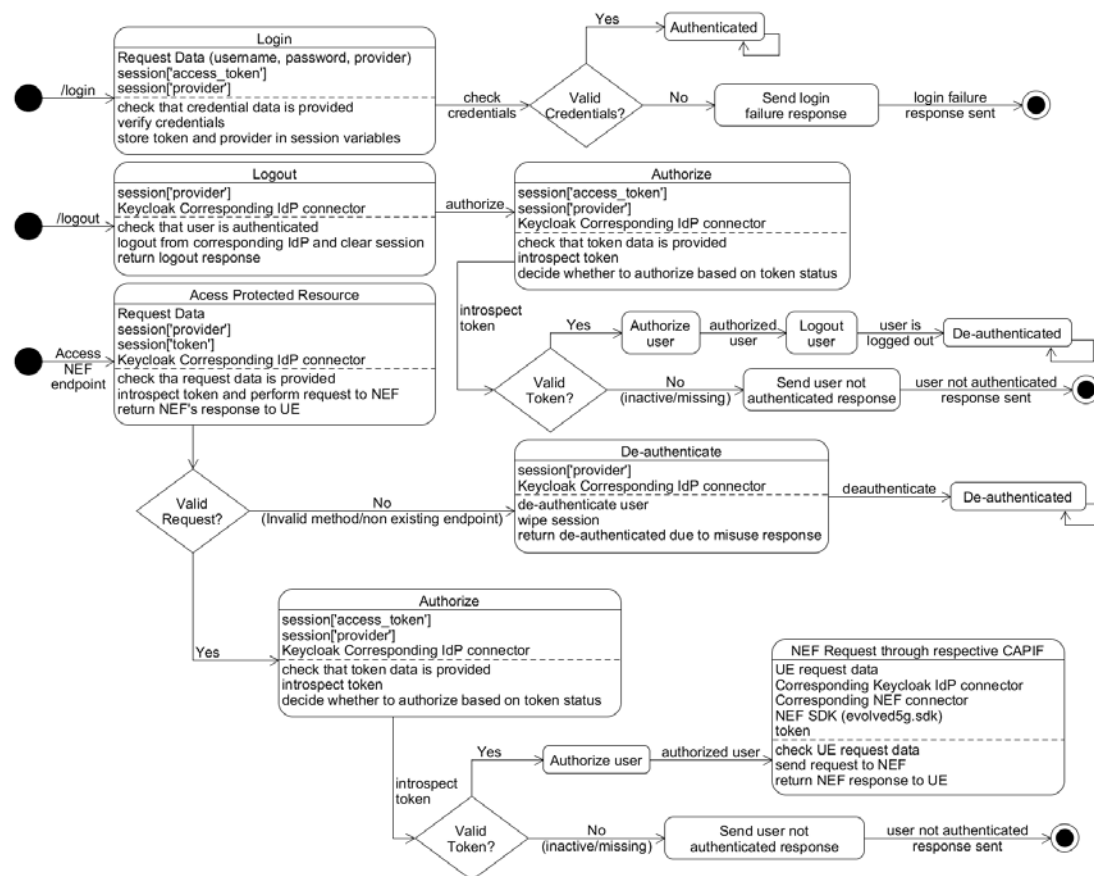 Login
Request Data (username, password, provider)
session['access_token']
session['provider']
check that credential data is provided
verify credentials
store token and provider in session variables
/login
check
credentials
Valid
Credentials?
Yes
Authenticated
No
Send login
failure response
login failure
response sent
Logout
session['provider']
Keycloak Corresponding IdP connector
check that user is authenticated
logout from corresponding IdP and clear session
return logout response
/logout
authorize
Authorize
session['access_token']
session['provider']
Keycloak Corresponding IdP connector
check that token data is provided
introspect token
decide whether to authorize based on token status
introspect
token
Valid
Token?
Yes
Authorize
user
authorized
user
Logout
user
user is
logged out
De-authenticated
No
(inactive/missing)
Send user not
authenticated response
user not authenticated
response sent
Acess Protected Resource
Request Data
session['provider']
session['token']
Keycloak Corresponding IdP connector
check tha request data is provided
introspect token and perform request to NEF
return NEF's response to UE
Access
NEF
endpoint
Valid
Request?
No
(Invalid method/non existing endpoint)
De-authenticate
session['provider']
Keycloak Corresponding IdP connector
de-authenticate user
wipe session
return de-authenticated due to misuse response
deauthenticate
De-authenticated
Yes
Authorize
session['access_token']
session['provider']
Keycloak Corresponding IdP connector
check that token data is provided
introspect token
decide whether to authorize based on token status
introspect
token
Valid
Token?
Yes
Authorize user
authorized user
NEF Request through respective CAPIF
UE request data
Corresponding Keycloak IdP connector
Corresponding NEF connector
NEF SDK (evolved5g.sdk)
token
check UE request data
send request to NEF
return NEF response to UE
No
(inactive/missing)
Send user not
authenticated response
user not authenticated
response sent